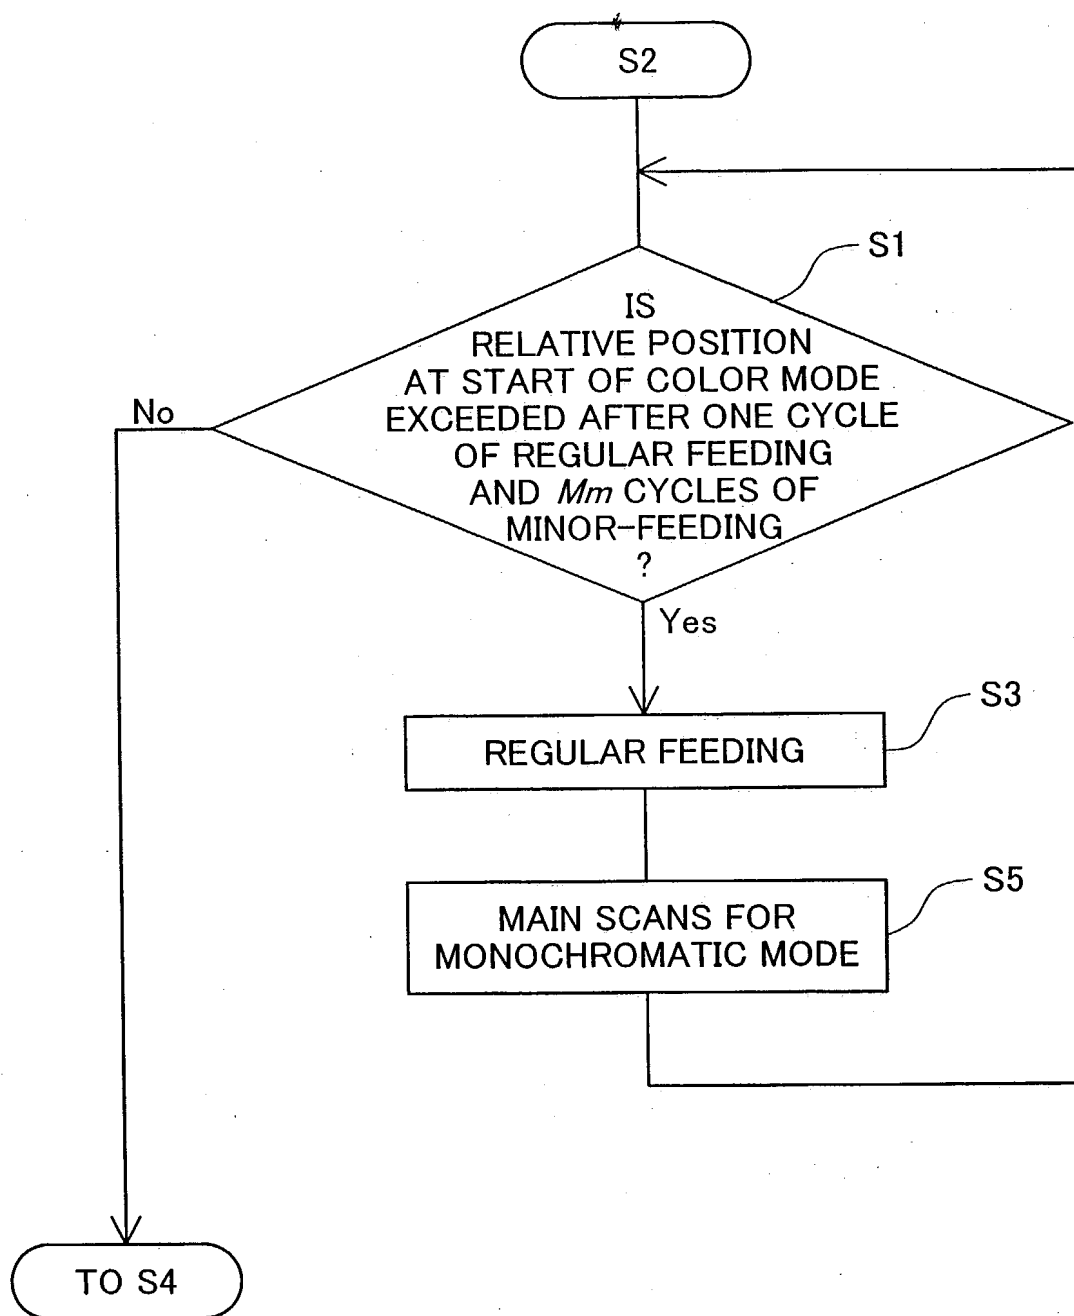 S2
S1
IS
RELATIVE POSITION
AT START OF COLOR MODE
EXCEEDED AFTER ONE CYCLE
OF REGULAR FEEDING
AND Mm CYCLES OF
MINOR-FEEDING
?
No
Yes
S3
REGULAR FEEDING
S5
MAIN SCANS FOR
MONOCHROMATIC MODE
TO S4